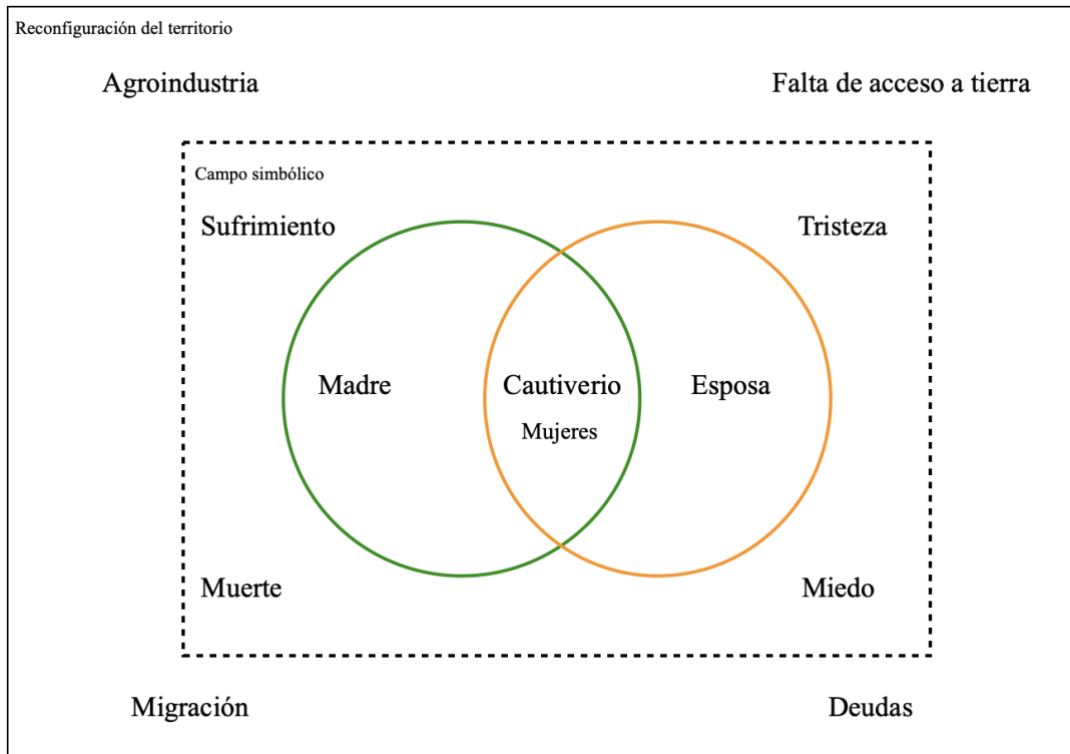 Reconfiguración del territorio
Agroindustria
Falta de acceso a tierra
Campo simbólico
Sufrimiento
Tristeza
Madre
Cautiverio
Esposa
Mujeres
Muerte
Miedo
Migración
Deudas